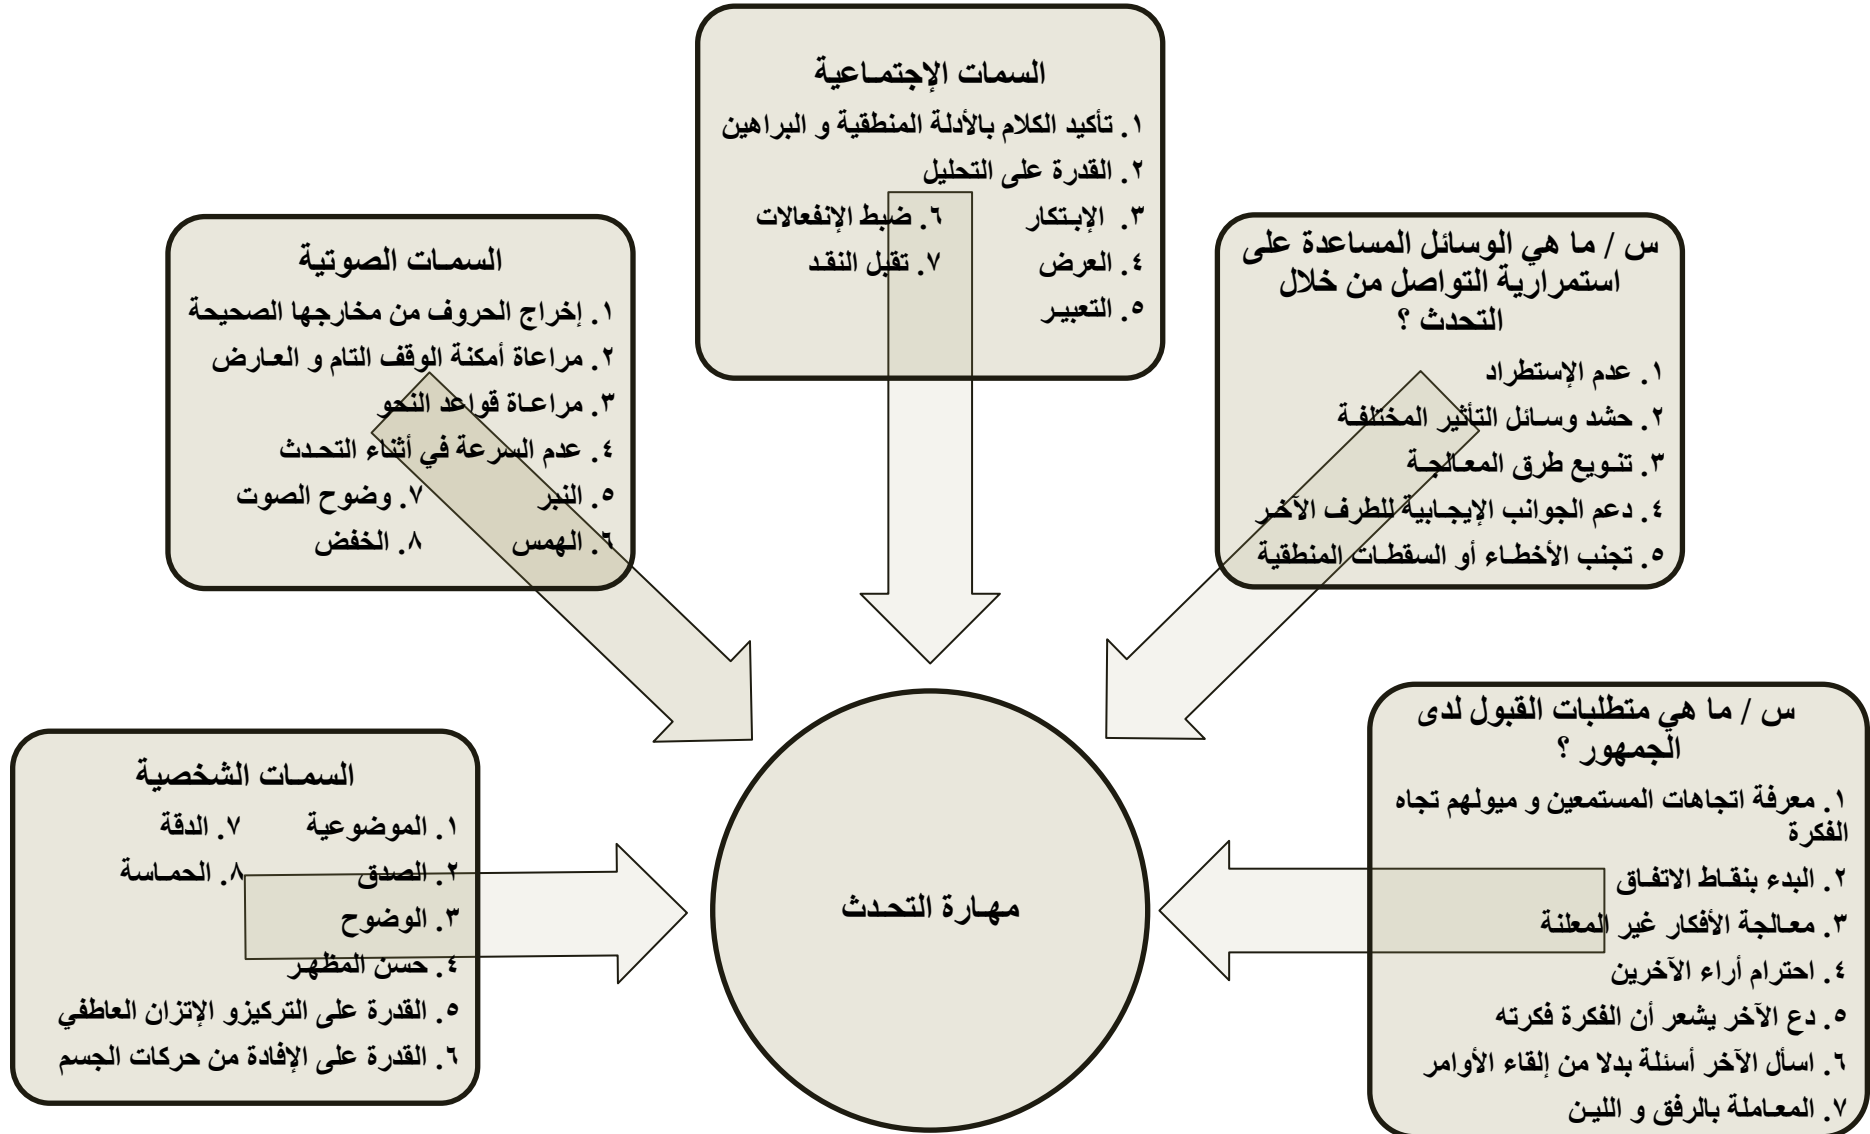 السمات الإجتماعية
١. تأكيد الكلام بالأدلة المنطقية و البراهين
٢. القدرة على التحليل
٣. الإبتكار ٦. ضبط الإنفعالات
٤. العرض ٧. تقبل النقد
٥. التعبير
س / ما هي الوسائل المساعدة على
استمرارية التواصل من خلال
التحدث ؟
١. عدم الإستطراد
٢. حشد وسائل التأثير المختلفة
٣. تنويع طرق المعالجة
٤. دعم الجوانب الإيجابية للطرف الآخر
٥. تجنب الأخطاء أو السقطات المنطقية
السمات الصوتية
١. إخراج الحروف من مخارجها الصحيحة
٢. مراعاة أمكنة الوقف التام و العارض
٣. مراعاة قواعد النحو
٤. عدم السرعة في أثناء التحدث
٥. النبر ٧. وضوح الصوت
٦. الهمس ٨. الخفض
س / ما هي متطلبات القبول لدى
الجمهور ؟
١. معرفة اتجاهات المستمعين و ميولهم تجاه
الفكرة
٢. البدء بنقاط الاتفاق
٣. معالجة الأفكار غير المعلنة
٤. احترام أراء الآخرين
٥. دع الآخر يشعر أن الفكرة فكرته
٦. اسأل الآخر أسئلة بدلا من إلقاء الأوامر
٧. المعاملة بالرفق و اللين
مهارة التحدث
السمات الشخصية
١. الموضوعية ٧. الدقة
٢. الصدق ٨. الحماسة
٣. الوضوح
٤. حسن المظهر
٥. القدرة على التركيزو الإتزان العاطفي
٦. القدرة على الإفادة من حركات الجسم